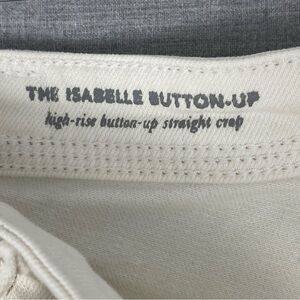 THE ISABELLE BUTTON-UP
high-rise button-up straight crop